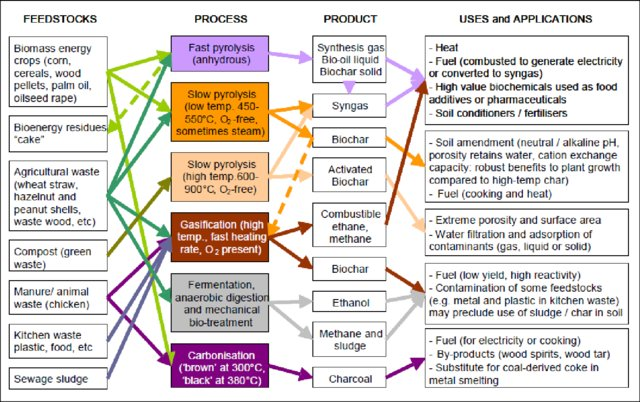 FEEDSTOCKS
PROCESS
PRODUCT
USES and APPLICATIONS
Biomass energy
crops (corn,
cereals, wood
pellets, palm oil,
oilseed rape)
Bioenergy residues
“cake”
Agricultural waste
(wheat straw,
hazelnut and
peanut shells,
waste wood, etc)
Compost (green
waste)
Manure/ animal
waste (chicken)
Kitchen waste
plastic, food, etc
Sewage sludge
Fast pyrolysis
(anhydrous)
Slow pyrolysis
(low temp. 450-
550°C, O2-free,
sometimes steam)
Slow pyrolysis
(high temp.600-
900°C, O2-free)
Gasification (high
temp., fast heating
rate, O2 present)
Fermentation,
anaerobic digestion
and mechanical
bio-treatment
Carbonisation
(‘brown’ at 300°C,
‘black’ at 380°C)
Synthesis gas
Bio-oil liquid
Biochar solid
Syngas
Biochar
Activated
Biochar
Combustible
ethane,
methane
Biochar
Ethanol
Methane and
sludge
Charcoal
- Heat
- Fuel (combusted to generate electricity
or converted to syngas)
- High value biochemicals used as food
additives or pharmaceuticals
- Soil conditioners / fertilisers
- Soil amendment (neutral / alkaline pH,
porosity retains water, cation exchange
capacity: robust benefits to plant growth
compared to high-temp char)
- Fuel (cooking and heat)
- Extreme porosity and surface area
- Water filtration and adsorption of
contaminants (gas, liquid or solid)
- Fuel (low yield, high reactivity)
- Contamination of some feedstocks
(e.g. metal and plastic in kitchen waste)
may preclude use of sludge / char in soil
- Fuel (for electricity or cooking)
- By-products (wood spirits, wood tar)
- Substitute for coal-derived coke in
metal smelting